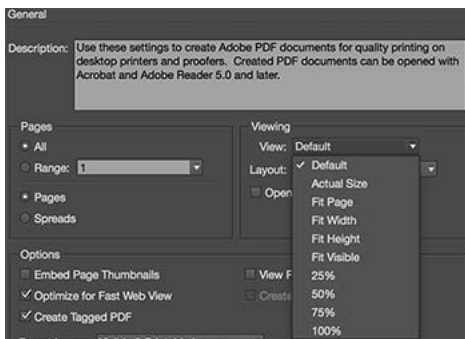 General
Description: Use these settings to create Adobe PDF documents for quality printing on
desktop printers and proofers. Created PDF documents can be opened with
Acrobat and Adobe Reader 5.0 and later.
Pages
All
Range: 1
Pages
Spreads
Viewing
View: Default
Layout:
Open
Default
Actual Size
Fit Page
Fit Width
Fit Height
Fit Visible
25%
50%
75%
100%
Options
Embed Page Thumbnails
Optimize for Fast Web View
Create Tagged PDF
View
Create